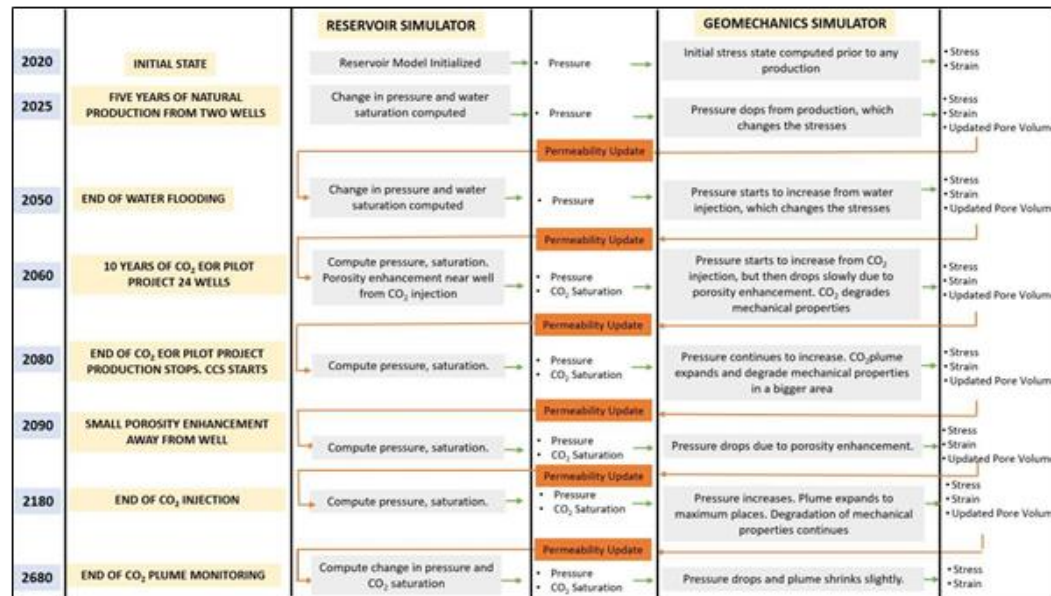 RESERVOIR SIMULATOR
GEOMECHANICS SIMULATOR
2020
INITIAL STATE
Reservoir Model Initialized
• Pressure
Initial stress state computed prior to any
production
• Stress
• Strain
2025
FIVE YEARS OF NATURAL
PRODUCTION FROM TWO WELLS
Change in pressure and water
saturation computed
• Pressure
Pressure dops from production, which
changes the stresses
• Stress
• Strain
• Updated Pore Volum
Permeability Update
2050
END OF WATER FLOODING
Change in pressure and water
saturation computed
• Pressure
Pressure starts to increase from water
injection, which changes the stresses
• Stress
• Strain
• Updated Pore Volum
Permeability Update
2060
10 YEARS OF CO₂ EOR PILOT
PROJECT 24 WELLS
Compute pressure, saturation.
Porosity enhancement near well
from CO₂ injection
• Pressure
• CO₂ Saturation
Pressure starts to increase from CO₂
injection, but then drops slowly due to
porosity enhancement. CO₂ degrades
mechanical properties
• Stress
• Strain
• Updated Pore Volum
Permeability Update
2080
END OF CO₂ EOR PILOT PROJECT
PRODUCTION STOPS. CCS STARTS
Compute pressure, saturation.
• Pressure
• CO₂ Saturation
Pressure continues to increase. CO₂plume
expands and degrade mechanical properties
in a bigger area
• Stress
• Strain
• Updated Pore Volum
Permeability Update
2090
SMALL POROSITY ENHANCEMENT
AWAY FROM WELL
Compute pressure, saturation.
• Pressure
• CO₂ Saturation
Pressure drops due to porosity enhancement.
• Stress
• Strain
• Updated Pore Volum
Permeability Update
2180
END OF CO₂ INJECTION
Compute pressure, saturation.
• Pressure
CO₂ Saturation
Pressure increases. Plume expands to
maximum places. Degradation of mechanical
properties continues
• Stress
• Strain
• Updated Pore Volum
Permeability Update
2680
END OF CO₂ PLUME MONITORING
Compute change in pressure and
CO₂ saturation
• Pressure
• CO₂ Saturation
Pressure drops and plume shrinks slightly.
• Stress
• Strain